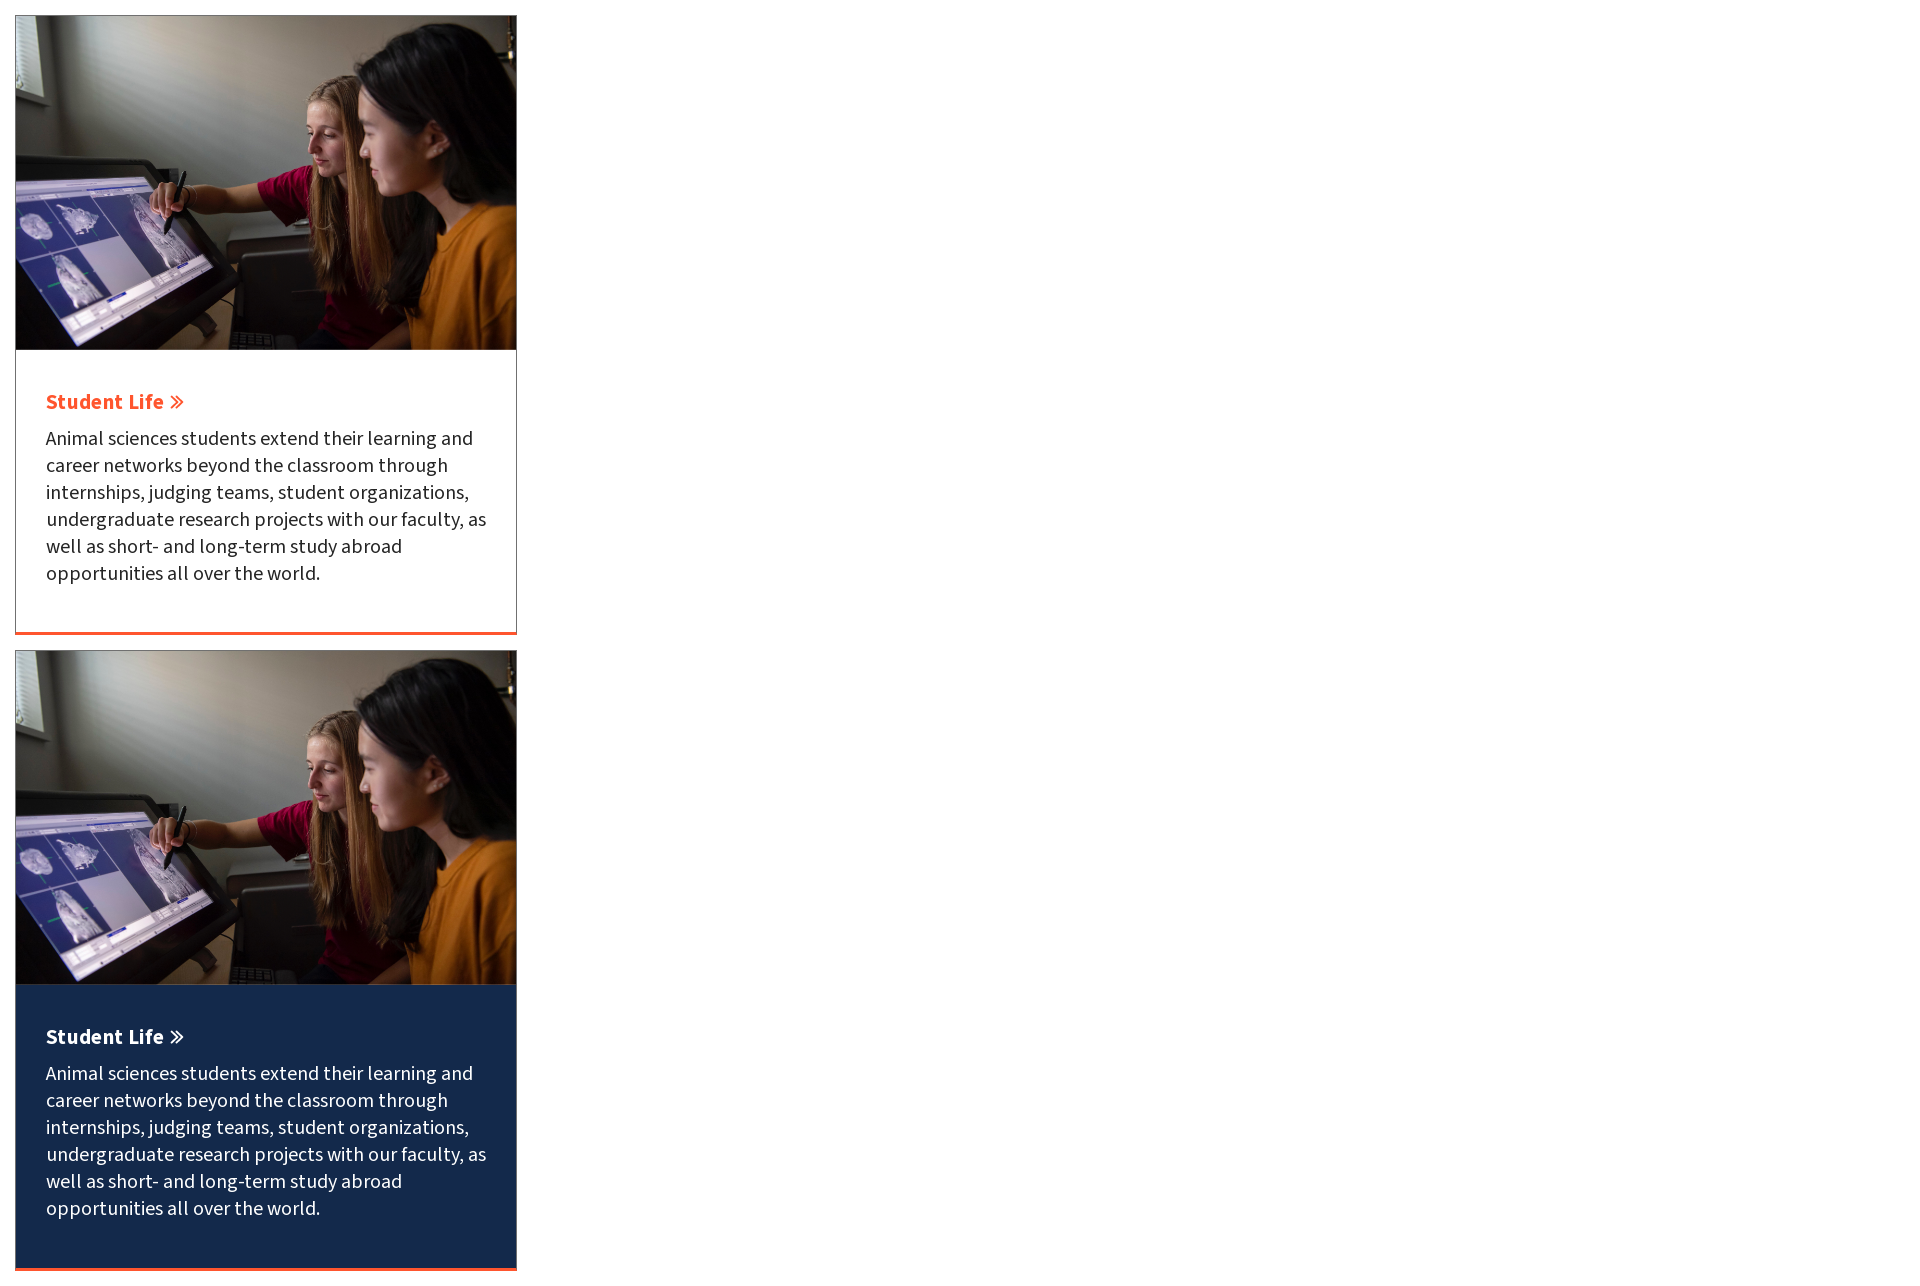 Student Life »
Animal sciences students extend their learning and
career networks beyond the classroom through
internships, judging teams, student organizations,
undergraduate research projects with our faculty, as
well as short- and long-term study abroad
opportunities all over the world.
Student Life »
Animal sciences students extend their learning and
career networks beyond the classroom through
internships, judging teams, student organizations,
undergraduate research projects with our faculty, as
well as short- and long-term study abroad
opportunities all over the world.